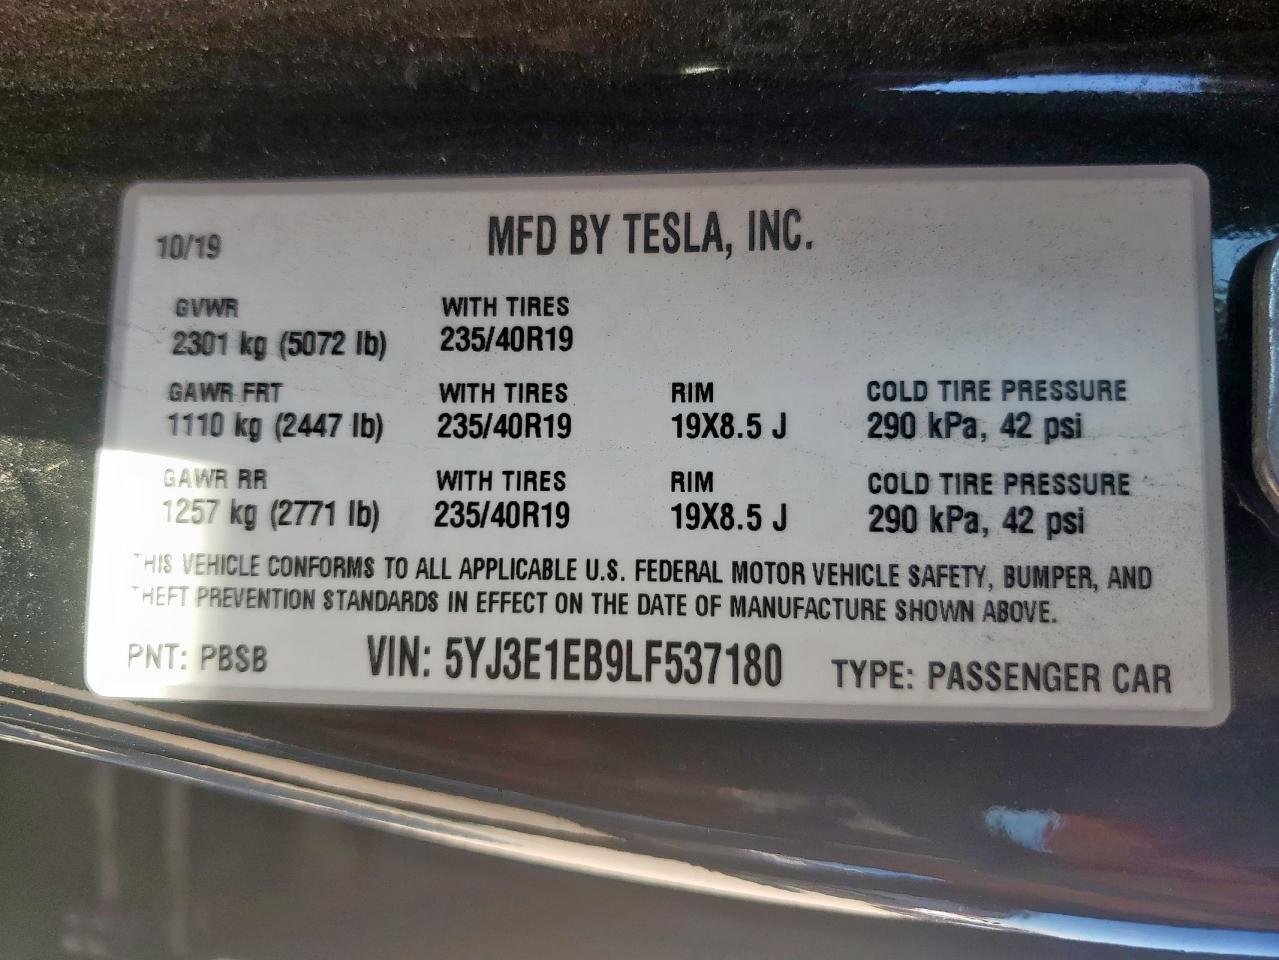 MFD BY TESLA, INC.
10/19
GVWR WITH TIRES
2301 kg (5072 lb) 235/40R19
GAWR FRT WITH TIRES RIM COLD TIRE PRESSURE
1110 kg (2447 lb) 235/40R19 19X8.5 J 290 kPa, 42 psi
GAWR RR WITH TIRES RIM COLD TIRE PRESSURE
1257 kg (2771 lb) 235/40R19 19X8.5 J 290 kPa, 42 psi
THIS VEHICLE CONFORMS TO ALL APPLICABLE U.S. FEDERAL MOTOR VEHICLE SAFETY, BUMPER, AND
THEFT PREVENTION STANDARDS IN EFFECT ON THE DATE OF MANUFACTURE SHOWN ABOVE.
PNT: PBSB VIN: 5YJ3E1EB9LF537180 TYPE: PASSENGER CAR